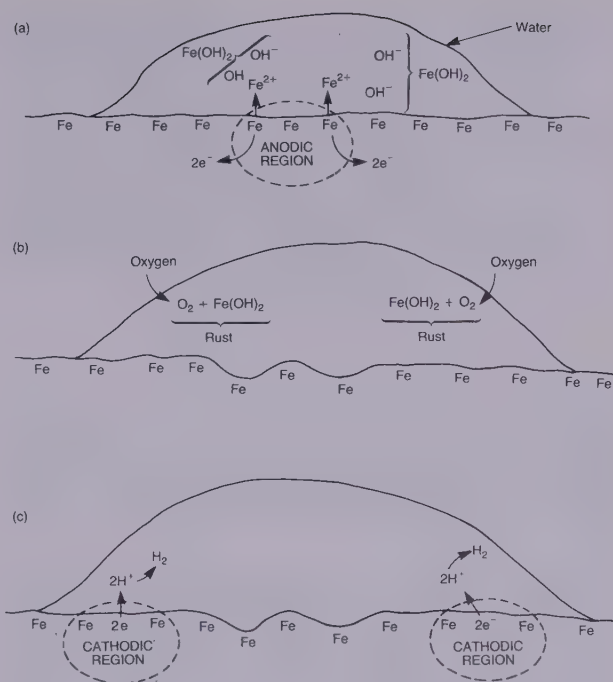 (a)
Water
Fe(OH)₂ OH⁻ OH⁻
OH Fe²⁺ Fe²⁺ Fe(OH)₂
OH⁻
Fe Fe Fe Fe Fe Fe Fe Fe Fe Fe Fe Fe
ANODIC
REGION
2e⁻ 2e⁻
(b)
Oxygen Oxygen
O₂ + Fe(OH)₂ Fe(OH)₂ + O₂
Rust Rust
Fe Fe Fe Fe Fe Fe Fe Fe Fe Fe Fe Fe
(c)
H₂ H₂
2H⁺ 2H⁺
Fe Fe 2e Fe Fe Fe Fe Fe Fe 2e⁻ Fe Fe
CATHODIC CATHODIC
REGION REGION